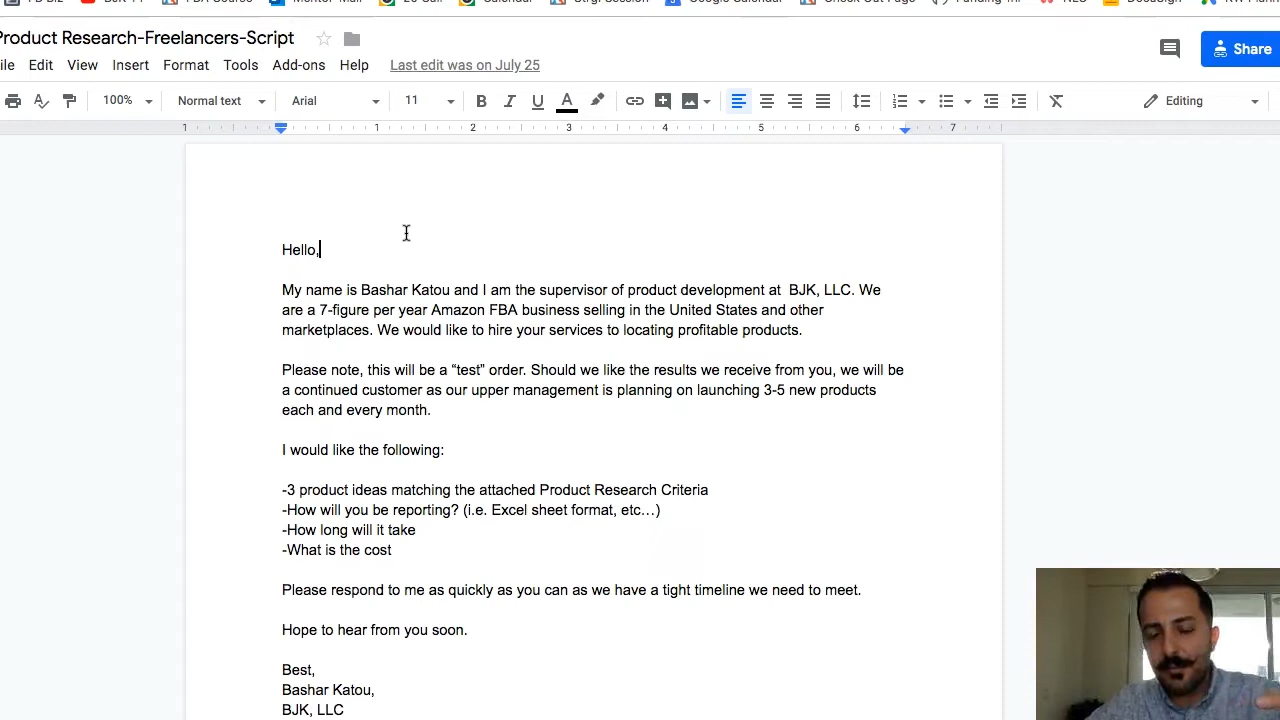 Product Research-Freelancers-Script
Edit View Insert Format Tools Add-ons Help Last edit was on July 25
Share
100% Normal text Arial 11 B I U A Editing
1 1 2 3 4 5 6 7
Hello,
My name is Bashar Katou and I am the supervisor of product development at BJK, LLC. We
are a 7-figure per year Amazon FBA business selling in the United States and other
marketplaces. We would like to hire your services to locating profitable products.
Please note, this will be a “test” order. Should we like the results we receive from you, we will be
a continued customer as our upper management is planning on launching 3-5 new products
each and every month.
I would like the following:
-3 product ideas matching the attached Product Research Criteria
-How will you be reporting? (i.e. Excel sheet format, etc…)
-How long will it take
-What is the cost
Please respond to me as quickly as you can as we have a tight timeline we need to meet.
Hope to hear from you soon.
Best,
Bashar Katou,
BJK, LLC